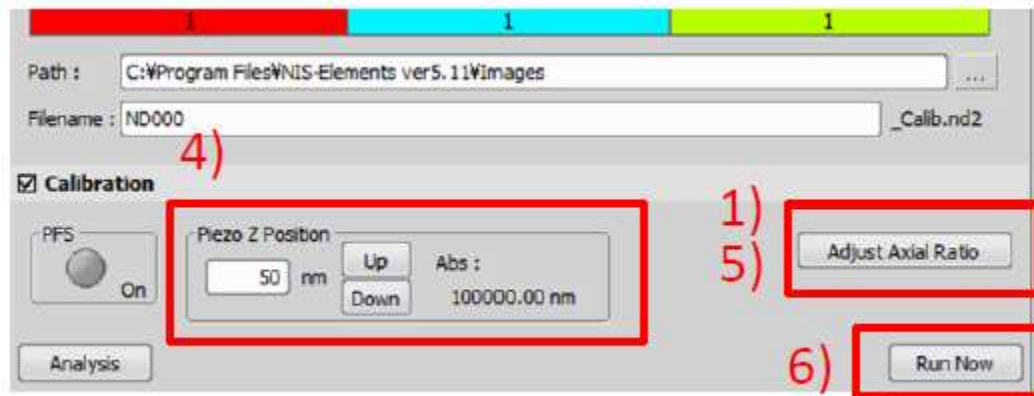 1 1 1
Path : C:¥Program Files¥NIS-Elements ver5.11¥Images ...
Filename : ND000 _Calib.nd2
4)
☑ Calibration
1)
5)
PFS
On
Piezo Z Position
50 nm
Up
Down
Abs :
100000.00 nm
Adjust Axial Ratio
Analysis
6)
Run Now